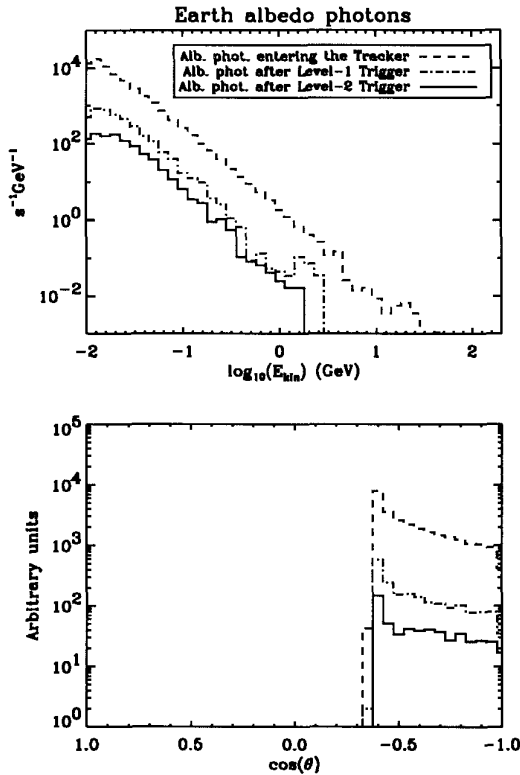 Earth albedo photons
Alb. phot. entering the Tracker
Alb. phot after Level-1 Trigger
Alb. phot. after Level-2 Trigger
10^4
10^2
10^0
10^-2
s^-1GeV^-1
-2 -1 0 1 2
log10(E_kin) (GeV)
10^5
10^4
10^3
10^2
10^1
10^0
Arbitrary units
1.0 0.5 0.0 -0.5 -1.0
cos(θ)